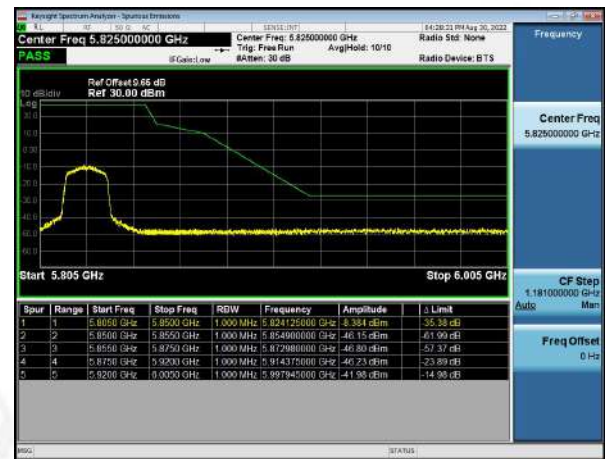 Keysight Spectrum Analyzer - Spurious Emissions
RL RF 50 Ω AC SENSE:INT 04:28:21 PM Aug 30, 2022
Center Freq 5.825000000 GHz Center Freq: 5.825000000 GHz Radio Std: None
Trig: Free Run Avg|Hold: 10/10
PASS IFGain:Low #Atten: 30 dB Radio Device: BTS
Ref Offset 9.66 dB
10 dB/div Ref 30.00 dBm
Log
Start 5.805 GHz Stop 6.005 GHz
Spur Range Start Freq Stop Freq RBW Frequency Amplitude Δ Limit
1 1 5.8050 GHz 5.8500 GHz 1.000 MHz 5.824125000 GHz -8.384 dBm -35.38 dB
2 2 5.8500 GHz 5.8550 GHz 1.000 MHz 5.854900000 GHz -46.15 dBm -61.99 dB
3 3 5.8550 GHz 5.8750 GHz 1.000 MHz 5.872980000 GHz -46.80 dBm -57.37 dB
4 4 5.8750 GHz 5.9200 GHz 1.000 MHz 5.914375000 GHz -46.23 dBm -23.89 dB
5 5 5.9200 GHz 6.0050 GHz 1.000 MHz 5.997945000 GHz -41.98 dBm -14.98 dB
MSG STATUS
Frequency
Center Freq
5.825000000 GHz
CF Step
1.181000000 GHz
Auto Man
Freq Offset
0 Hz